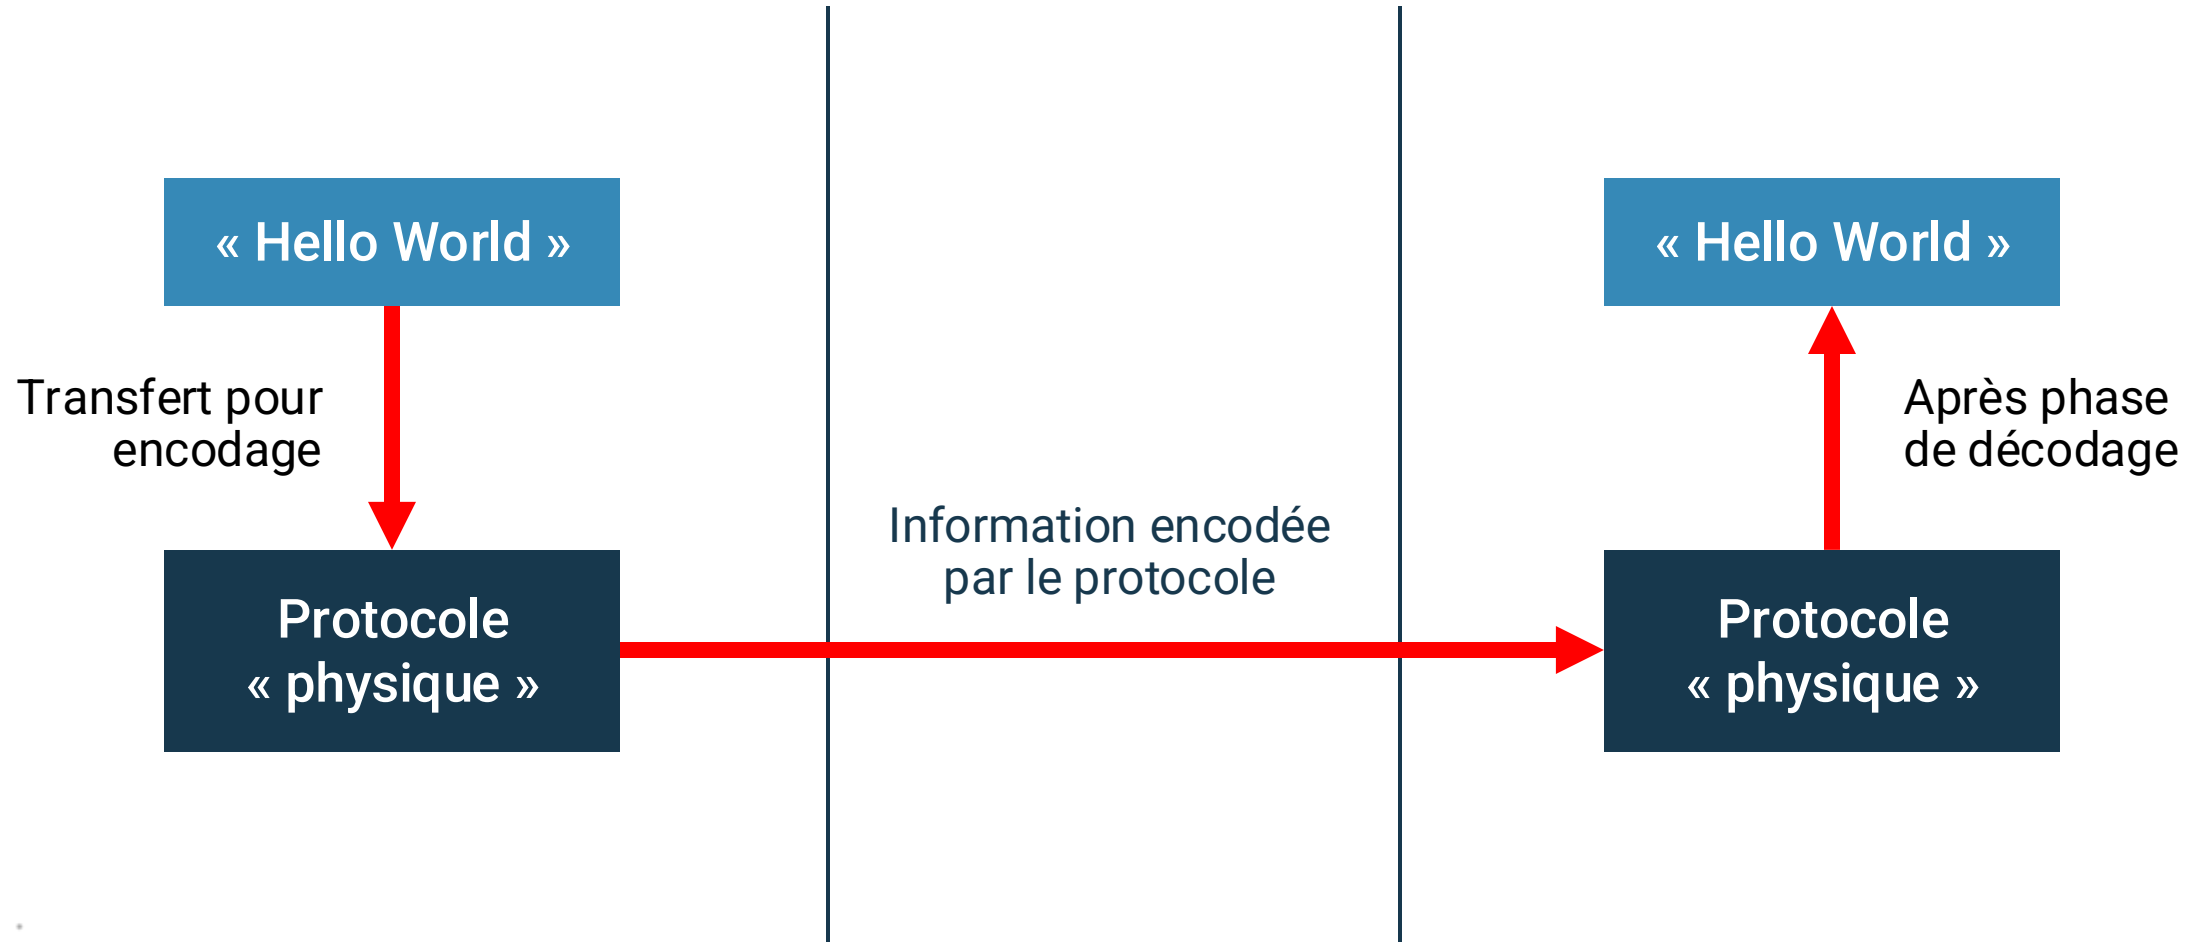 « Hello World »
« Hello World »
Transfert pour
encodage
Après phase
de décodage
Information encodée
par le protocole
Protocole
« physique »
Protocole
« physique »